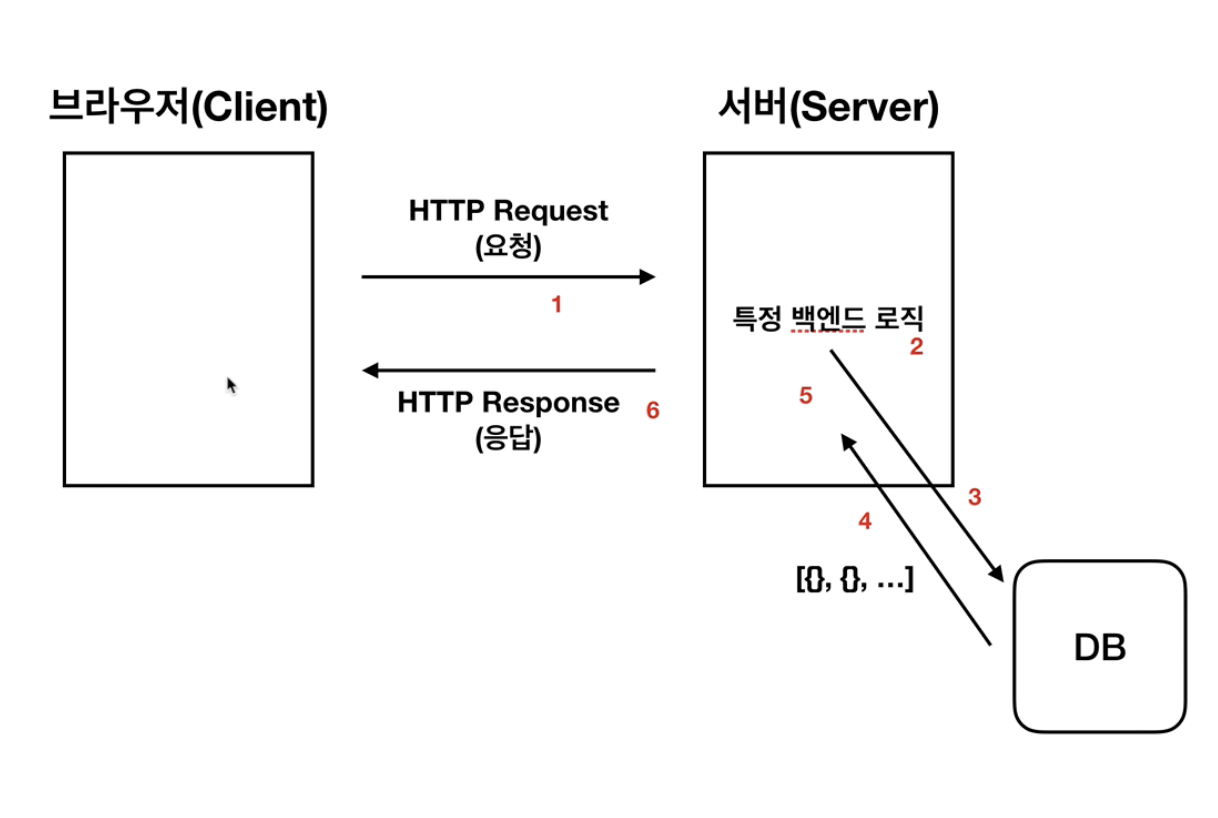 브라우저(Client)
서버(Server)
HTTP Request
(요청)
1
특정 백엔드 로직
2
HTTP Response
(응답)
6
5
3
4
[{}, {}, ...]
DB